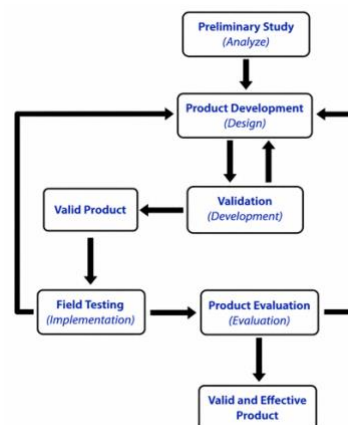 Preliminary Study
(Analyze)
Product Development
(Design)
Validation
(Development)
Valid Product
Field Testing
(Implementation)
Product Evaluation
(Evaluation)
Valid and Effective
Product